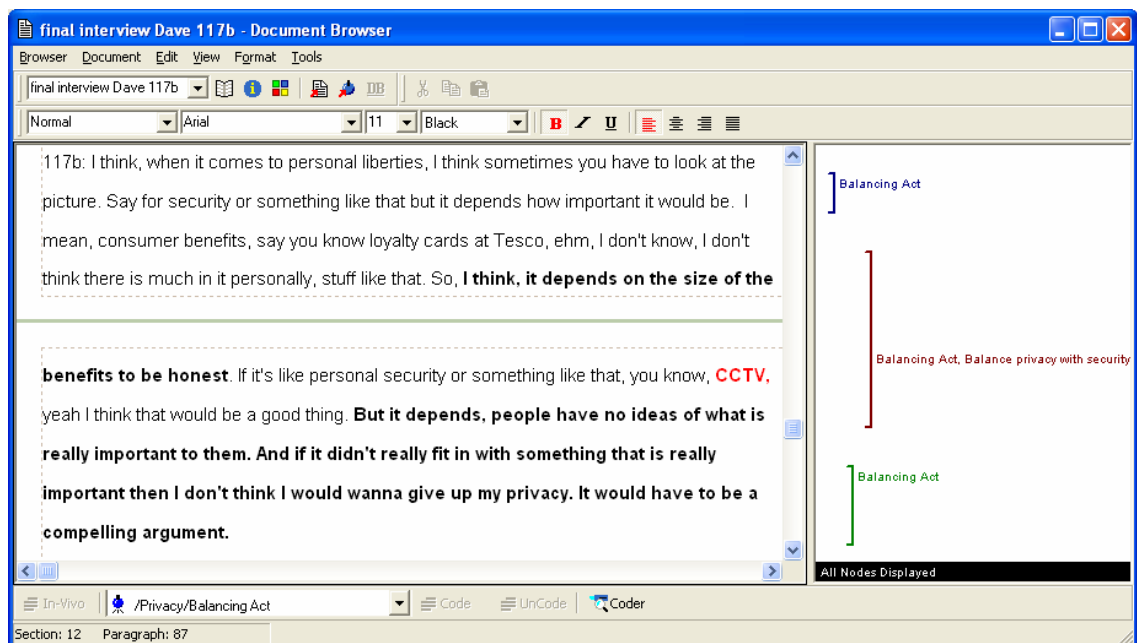 final interview Dave 117b - Document Browser
Browser Document Edit View Format Tools
final interview Dave 117b DB
Normal Arial 11 Black B I U
117b: I think, when it comes to personal liberties, I think sometimes you have to look at the
picture. Say for security or something like that but it depends how important it would be. I
mean, consumer benefits, say you know loyalty cards at Tesco, ehm, I don't know, I don't
think there is much in it personally, stuff like that. So, I think, it depends on the size of the
benefits to be honest. If it's like personal security or something like that, you know, CCTV,
yeah I think that would be a good thing. But it depends, people have no ideas of what is
really important to them. And if it didn't really fit in with something that is really
important then I don't think I would wanna give up my privacy. It would have to be a
compelling argument.
Balancing Act
Balancing Act, Balance privacy with security
Balancing Act
All Nodes Displayed
In-Vivo /Privacy/Balancing Act Code UnCode Coder
Section: 12 Paragraph: 87